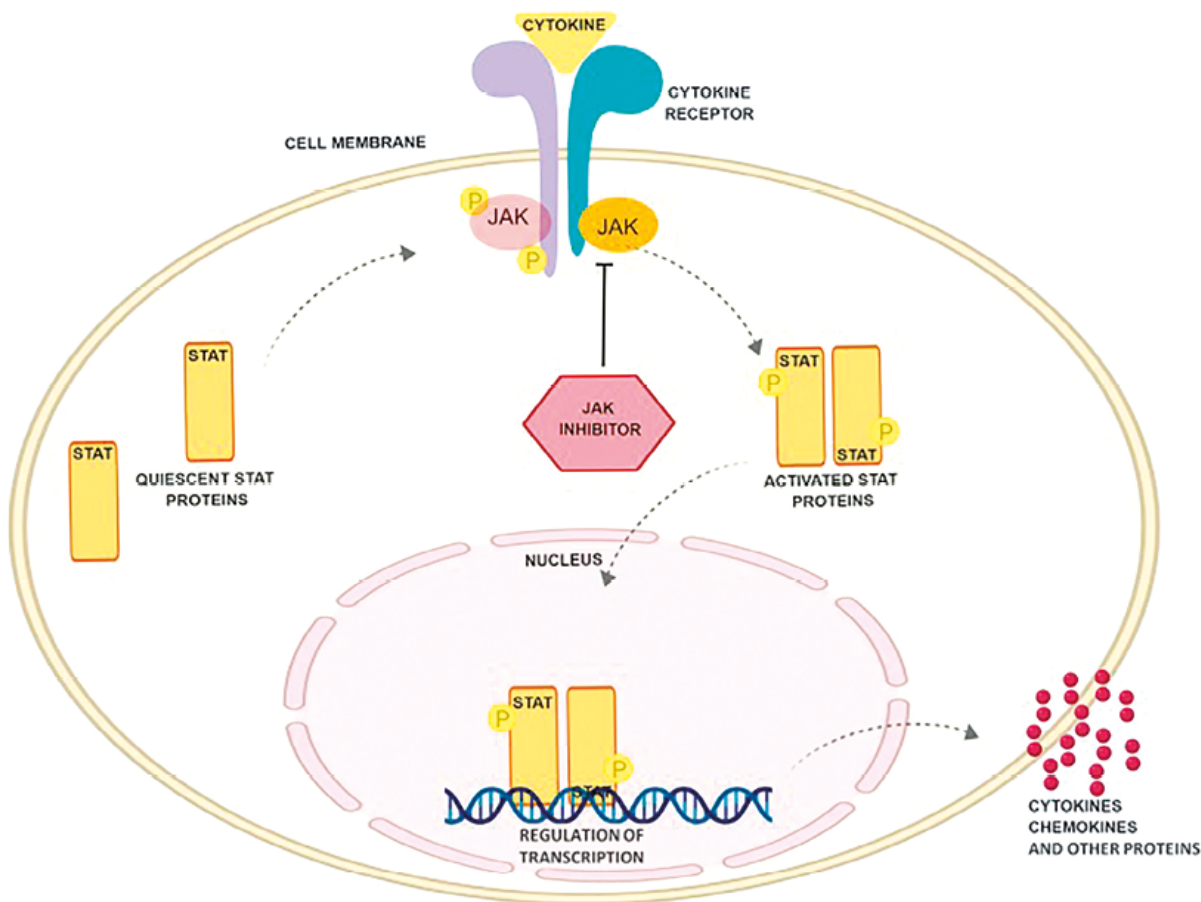 CYTOKINE
CYTOKINE
RECEPTOR
CELL MEMBRANE
P
JAK
JAK
P
STAT
STAT
P
P
STAT
STAT
QUIESCENT STAT
PROTEINS
JAK
INHIBITOR
ACTIVATED STAT
PROTEINS
NUCLEUS
STAT
P
P
STAT
REGULATION OF
TRANSCRIPTION
CYTOKINES
CHEMOKINES
AND OTHER PROTEINS